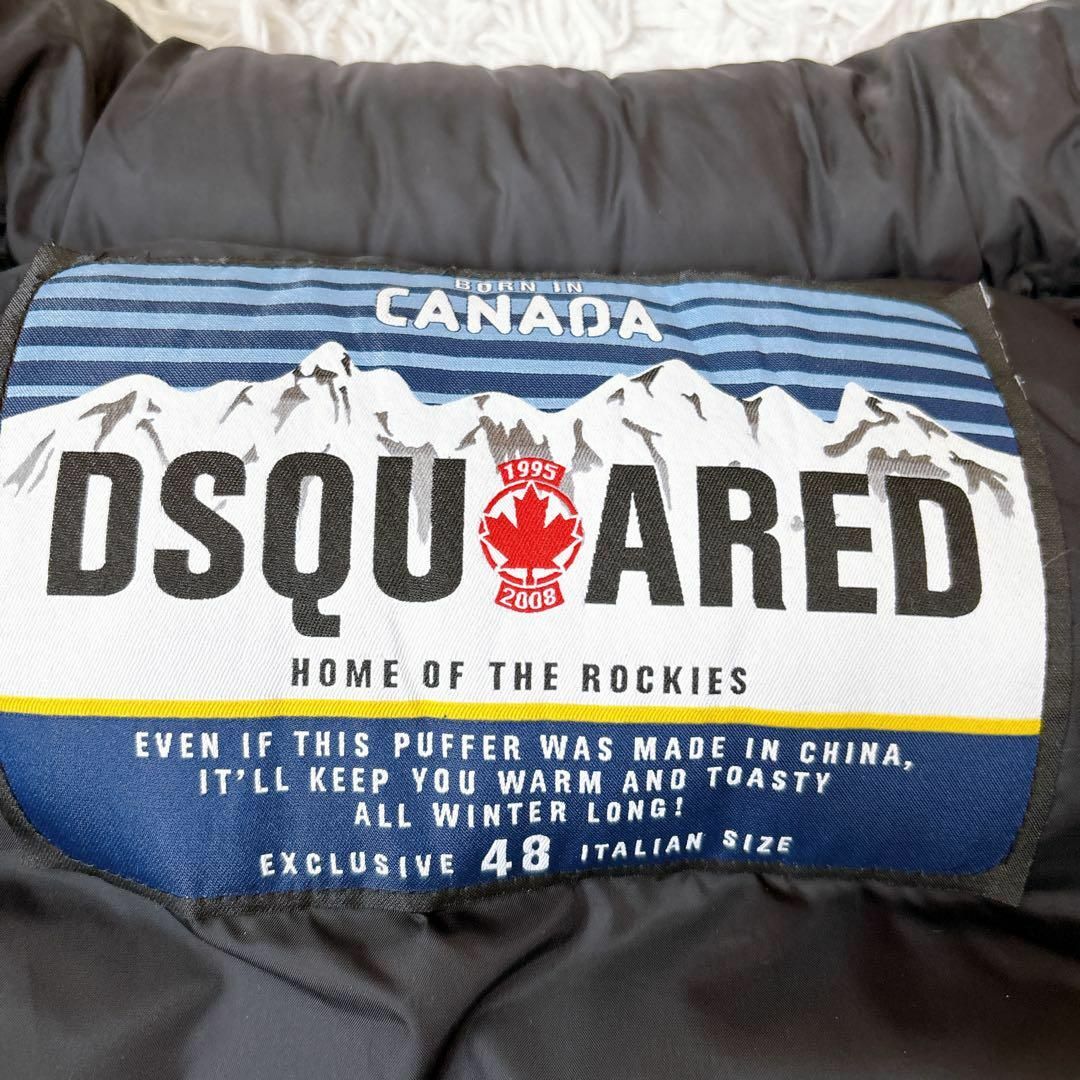 BORN IN
CANADA
1995
DSQU ARED
2008
HOME OF THE ROCKIES
EVEN IF THIS PUFFER WAS MADE IN CHINA,
IT'LL KEEP YOU WARM AND TOASTY
ALL WINTER LONG!
EXCLUSIVE 48 ITALIAN SIZE